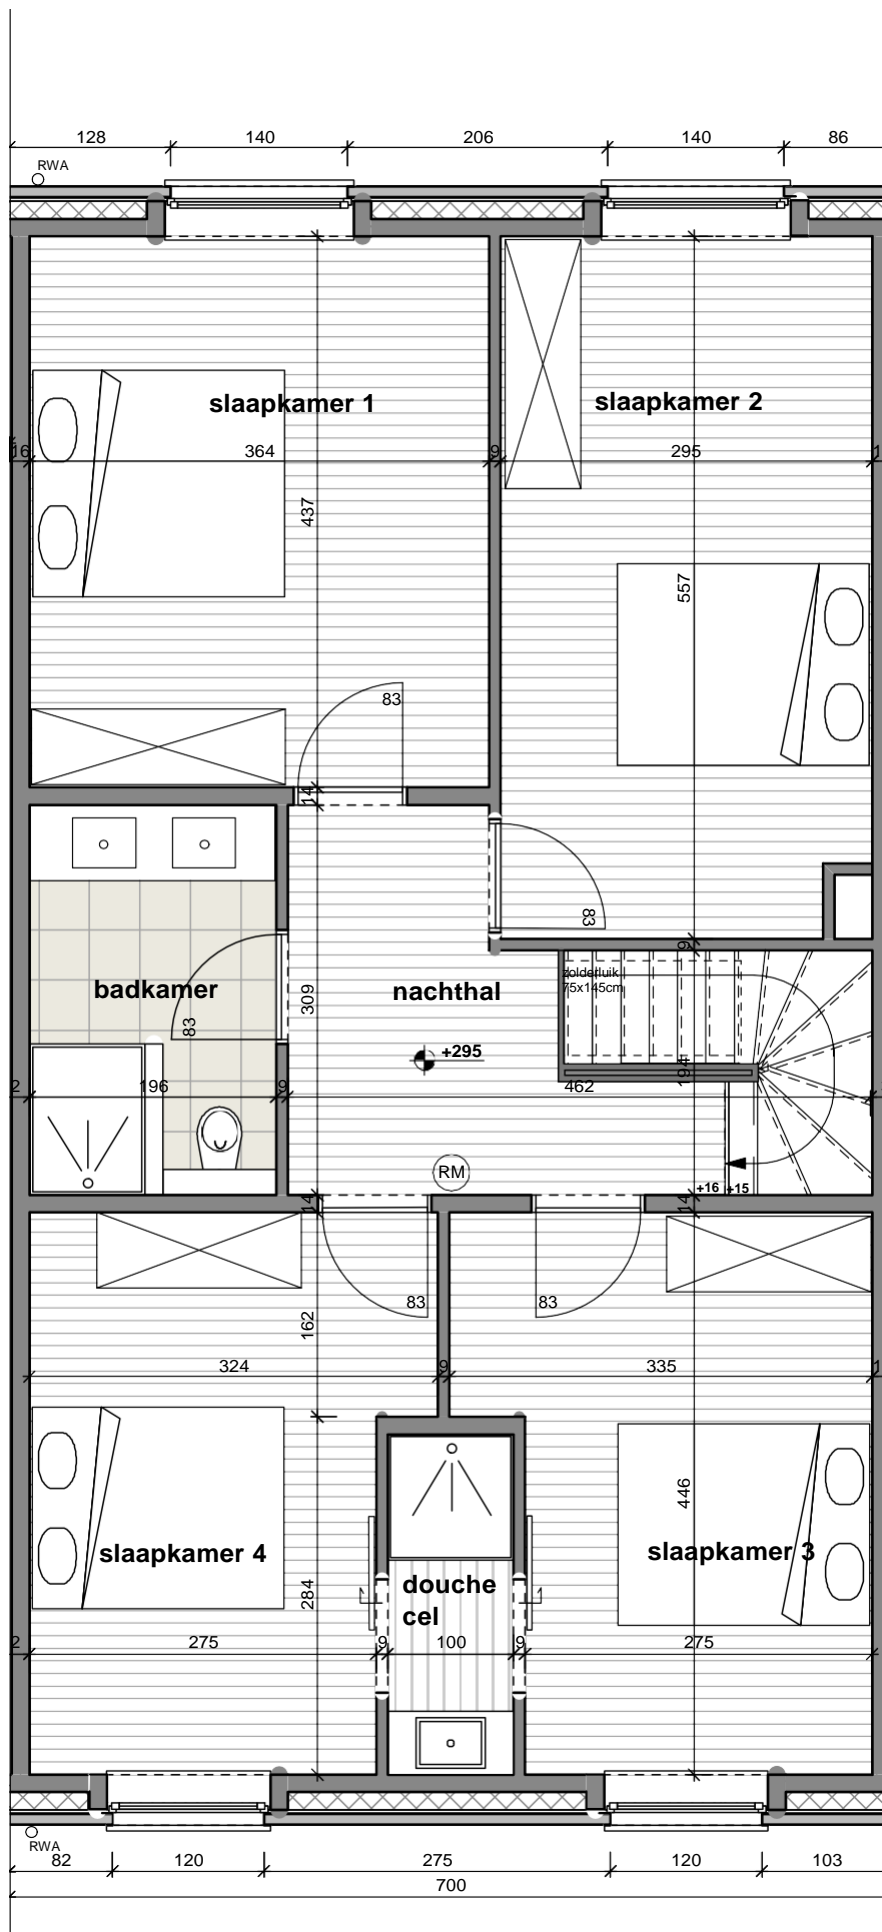 128 140 206 140 86
RWA
slaapkamer 1 slaapkamer 2
16 364 9 295 1
437
557
83
14
83
9
zolderluik
75x145cm
badkamer nachthal
309
83
+295
194
2 196 9 462
RM
+16 +15
14 14
83 83
162
324 9 335 1
446
slaapkamer 4 slaapkamer 3
douche
cel
284
2 275 9 100 9 275
RWA
82 120 275 120 103
700